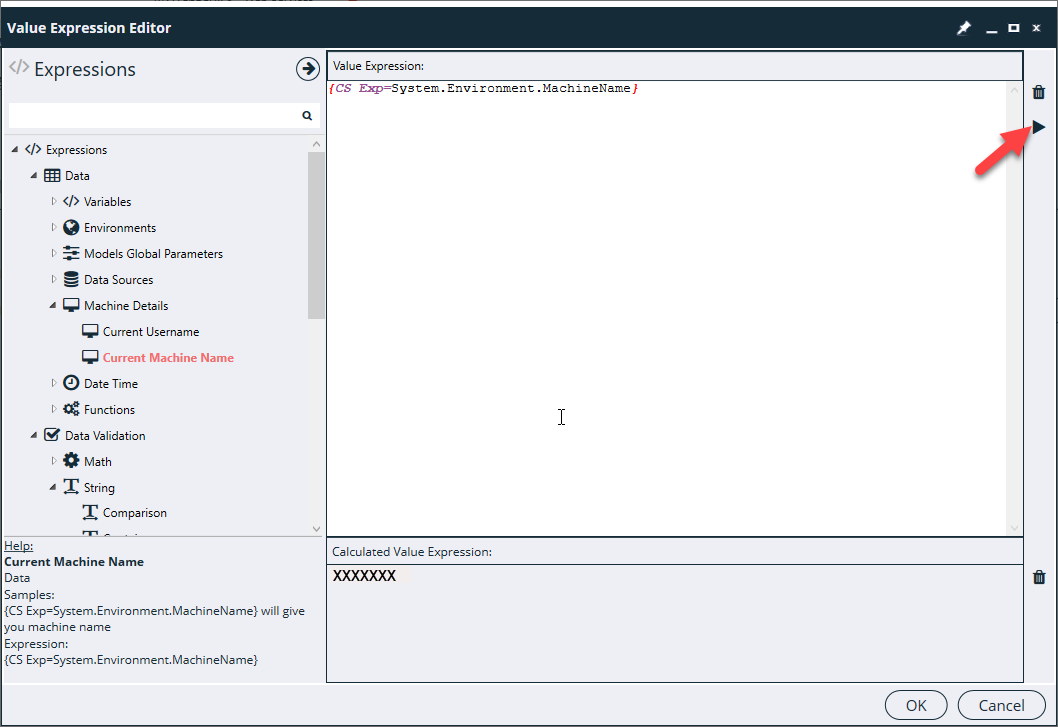 Value Expression Editor
</> Expressions
Value Expression:
{CS Exp=System.Environment.MachineName}
</> Expressions
Data
</> Variables
Environments
Models Global Parameters
Data Sources
Machine Details
Current Username
Current Machine Name
Date Time
Functions
Data Validation
Math
String
Comparison
Help:
Current Machine Name
Data
Samples:
{CS Exp=System.Environment.MachineName} will give
you machine name
Expression:
{CS Exp=System.Environment.MachineName}
Calculated Value Expression:
XXXXXXX
OK
Cancel